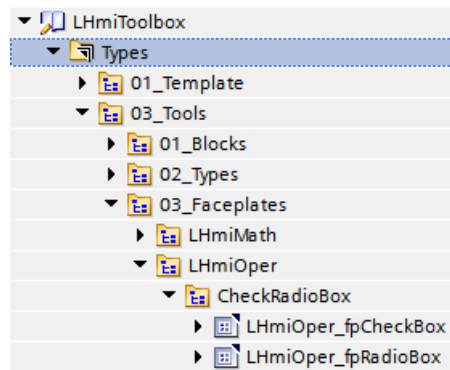 LHmiToolbox
Types
01_Template
03_Tools
01_Blocks
02_Types
03_Faceplates
LHmiMath
LHmiOper
CheckRadioBox
LHmiOper_fpCheckBox
LHmiOper_fpRadioBox